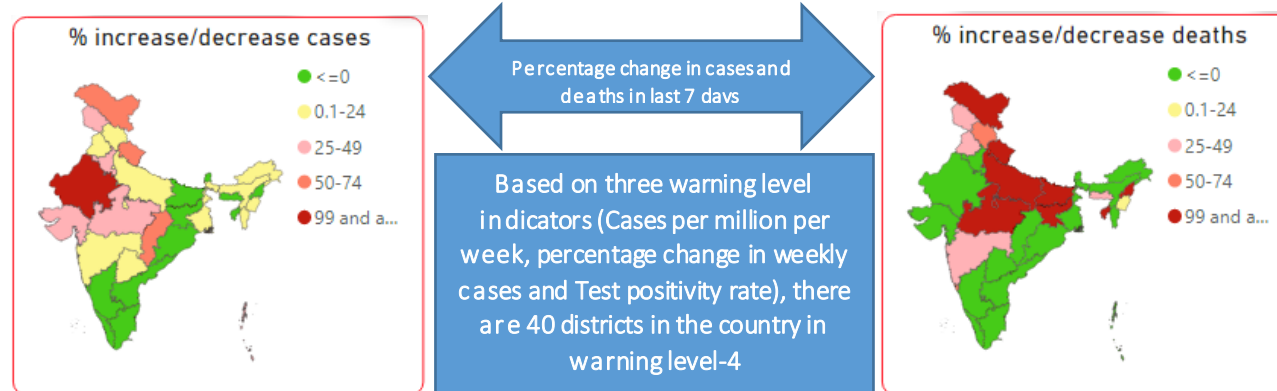 % increase/decrease cases
<=0
0.1-24
25-49
50-74
99 and a...
Percentage change in cases and
deaths in last 7 days
Based on three warning level
indicators (Cases per million per
week, percentage change in weekly
cases and Test positivity rate), there
are 40 districts in the country in
warning level-4
% increase/decrease deaths
<=0
0.1-24
25-49
50-74
99 and a...